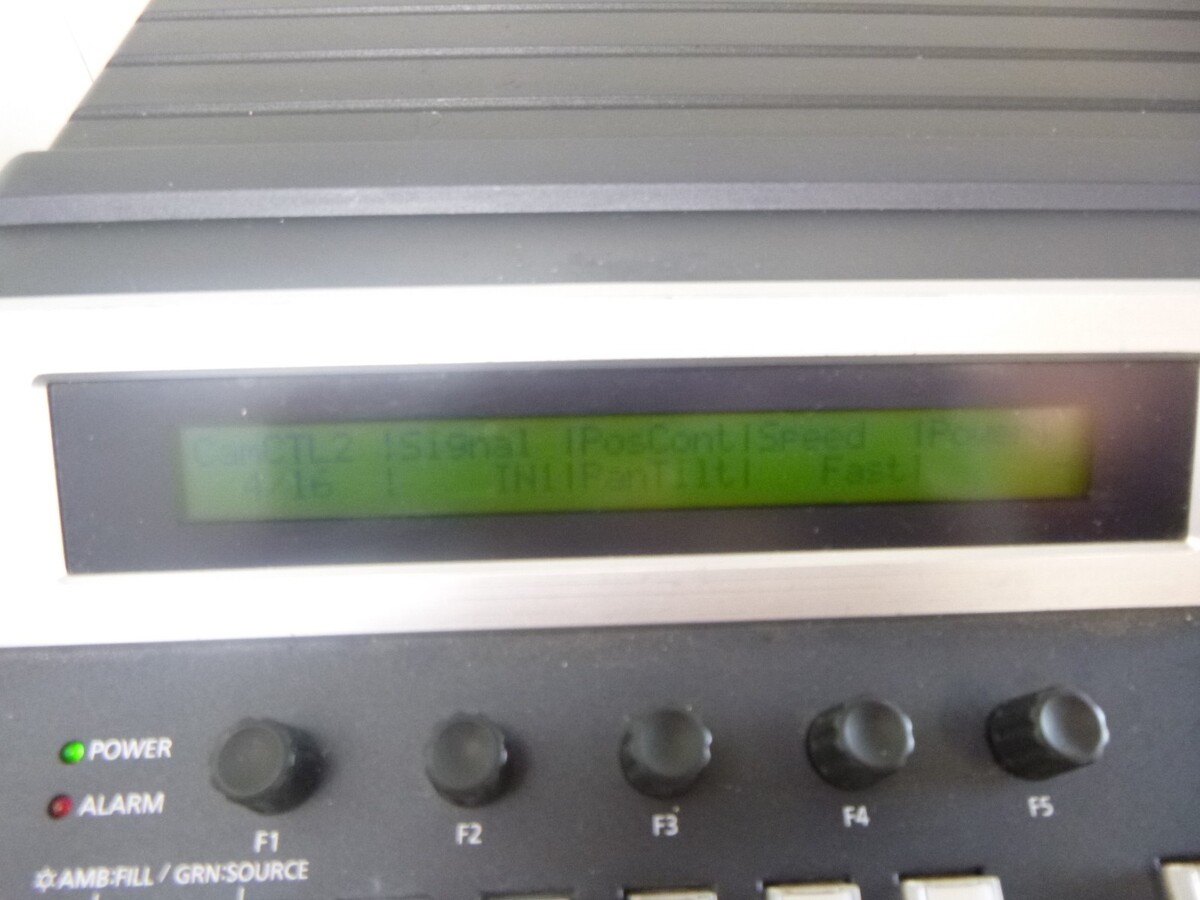 CamCTL2 |Signal |PosCont|Speed |Power
4/16 | IN1|PanTilt| Fast|
POWER
ALARM
F1 F2 F3 F4 F5
☼AMB:FILL / GRN:SOURCE